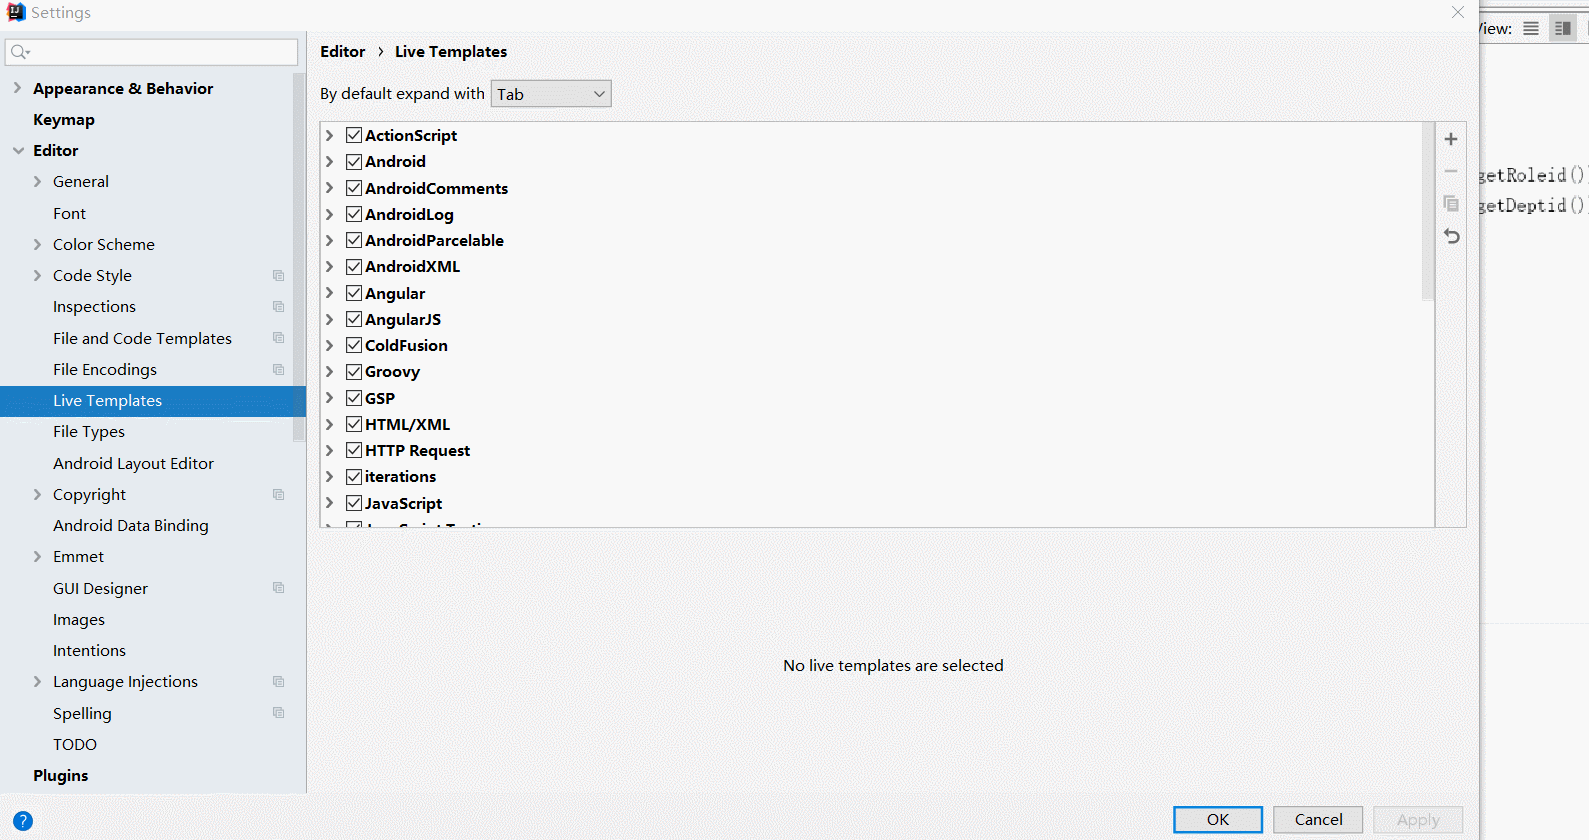 Settings
Appearance & Behavior
Keymap
Editor
General
Font
Color Scheme
Code Style
Inspections
File and Code Templates
File Encodings
Live Templates
File Types
Android Layout Editor
Copyright
Android Data Binding
Emmet
GUI Designer
Images
Intentions
Language Injections
Spelling
TODO
Plugins
?
Editor › Live Templates
By default expand with Tab
ActionScript
Android
AndroidComments
AndroidLog
AndroidParcelable
AndroidXML
Angular
AngularJS
ColdFusion
Groovy
GSP
HTML/XML
HTTP Request
iterations
JavaScript
No live templates are selected
OK Cancel Apply
View:
getRoleid()
getDeptid()